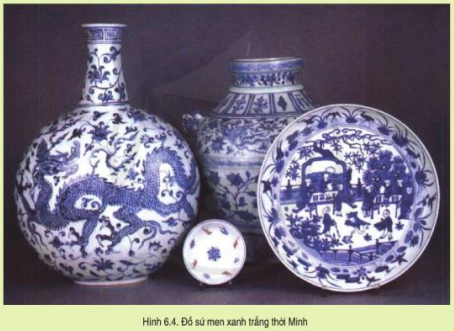 Hình 6.4. Đồ sứ men xanh trắng thời Minh